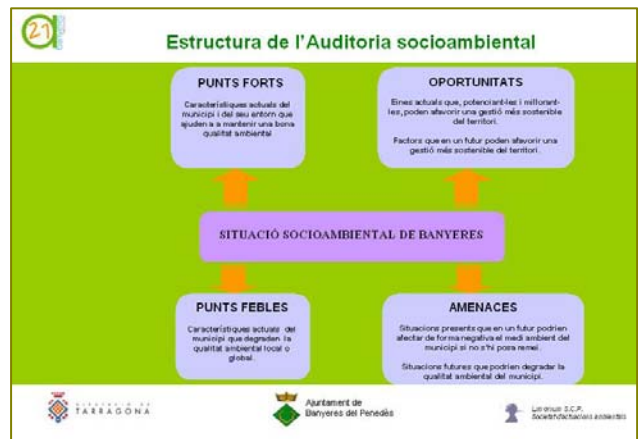 21
Estructura de l'Auditoria socioambiental
PUNTS FORTS
Característiques actuals del
municipi i del seu entorn que
ajuden a a mantenir una bona
qualitat ambiental
OPORTUNITATS
Eines actuals que, potenciant-les i millorant-
les, poden afavorir una gestió més sostenible
del territori.
Factors que en un futur poden afavorir una
gestió més sostenible del territori.
SITUACIÓ SOCIOAMBIENTAL DE BANYERES
PUNTS FEBLES
Característiques actuals del
municipi que degraden la
qualitat ambiental local o
global.
AMENACES
Situacions presents que en un futur podrien
afectar de forma negativa el medi ambient del
municipi si no s'hi posa remei.
Situacions futures que podrien degradar la
qualitat ambiental del municipi.
DIPUTACIÓ DE
TARRAGONA
Ajuntament de
Banyeres del Penedès
S.C.P.